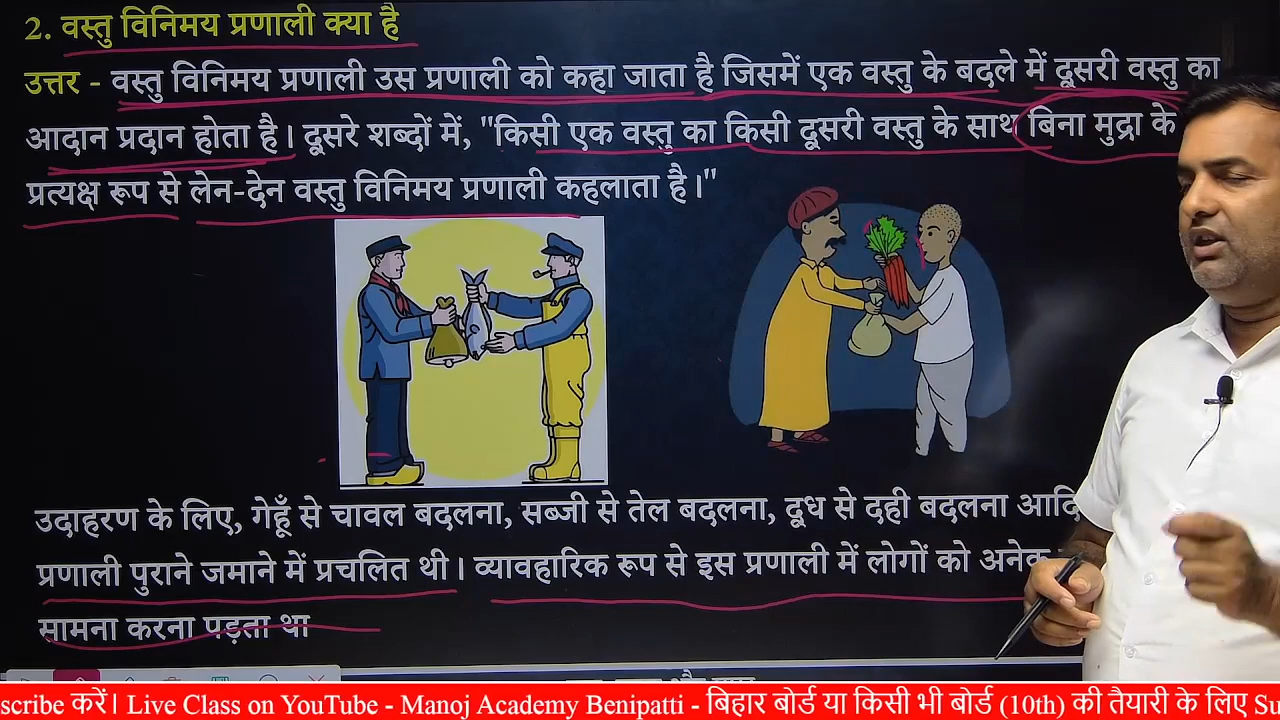 2. वस्तु विनिमय प्रणाली क्या है
उत्तर - वस्तु विनिमय प्रणाली उस प्रणाली को कहा जाता है जिसमें एक वस्तु के बदले में दूसरी वस्तु का
आदान प्रदान होता है। दूसरे शब्दों में, "किसी एक वस्तु का किसी दूसरी वस्तु के साथ बिना मुद्रा के
प्रत्यक्ष रूप से लेन-देन वस्तु विनिमय प्रणाली कहलाता है।"
उदाहरण के लिए, गेहूँ से चावल बदलना, सब्जी से तेल बदलना, दूध से दही बदलना आदि
प्रणाली पुराने जमाने में प्रचलित थी। व्यावहारिक रूप से इस प्रणाली में लोगों को अनेक
सामना करना पड़ता था
scribe करें। Live Class on YouTube - Manoj Academy Benipatti - बिहार बोर्ड या किसी भी बोर्ड (10th) की तैयारी के लिए Su